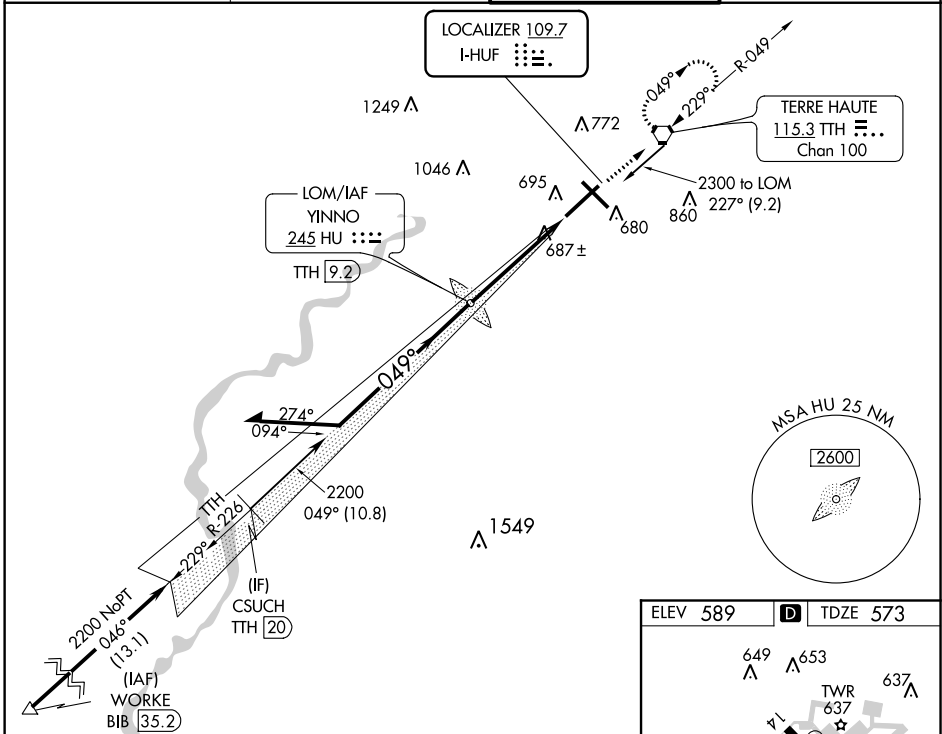 LOCALIZER 109.7
I-HUF
R-049
049°
229°
1249
772
TERRE HAUTE
115.3 TTH
Chan 100
1046
695
2300 to LOM
227° (9.2)
860
680
687 ±
LOM/IAF
YINNO
245 HU
TTH 9.2
049°
274°
094°
2200
049° (10.8)
TTH
R-226
229°
1549
MSA HU 25 NM
2600
(IF)
CSUCH
TTH 20
2200 NoPT
046°
(13.1)
(IAF)
WORKE
BIB 35.2
ELEV 589 D TDZE 573
649
653
637
TWR
637
14